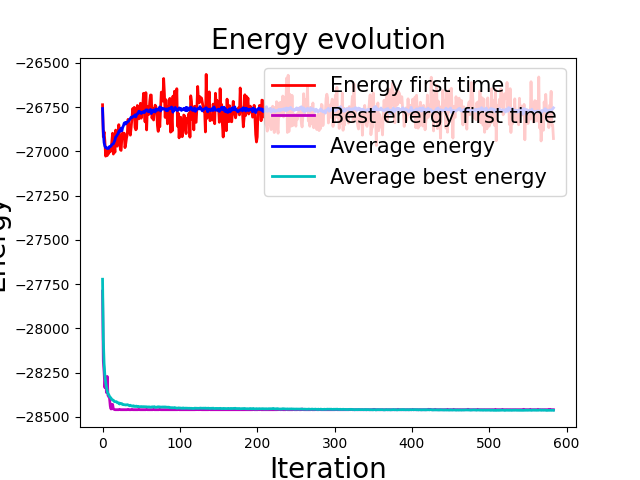 Energy evolution
Energy
−26500
−26750
−27000
−27250
−27500
−27750
−28000
−28250
−28500
Energy first time
Best energy first time
Average energy
Average best energy
0
100
200
300
400
500
600
Iteration